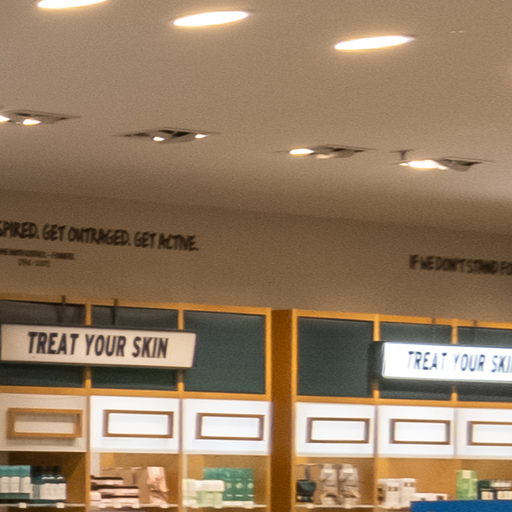 SPIRED. GET OUTRAGED. GET ACTIVE.
IF WE DON'T STAND FO
TREAT YOUR SKIN
TREAT YOUR SKI